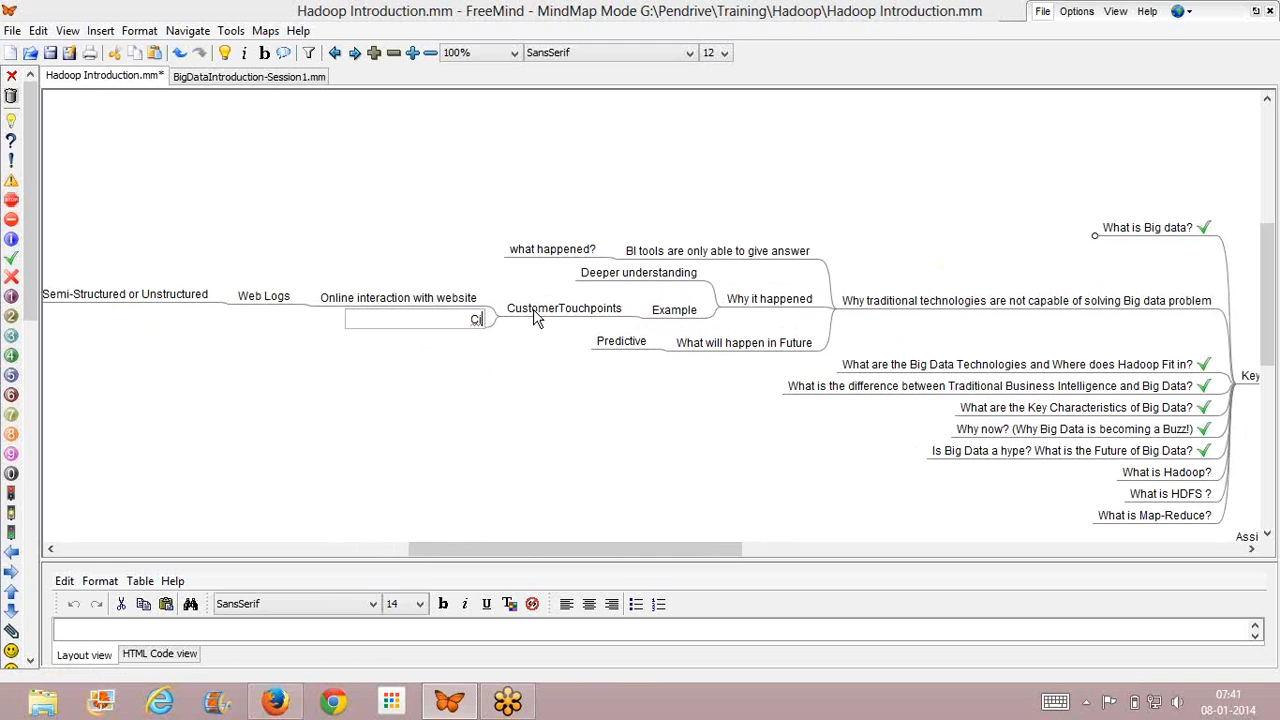 Hadoop Introduction.mm - FreeMind - MindMap Mode G:\Pendrive\Training\Hadoop\Hadoop Introduction.mm
File Options View Help
File Edit View Insert Format Navigate Tools Maps Help
100% SansSerif 12
Hadoop Introduction.mm* BigDataIntroduction-Session1.mm
What is Big data?
what happened? BI tools are only able to give answer
Deeper understanding
Semi-Structured or Unstructured Web Logs Online interaction with website Why it happened Why traditional technologies are not capable of solving Big data problem
CustomerTouchpoints Example
Ci
Predictive What will happen in Future
What are the Big Data Technologies and Where does Hadoop Fit in?
Key
What is the difference between Traditional Business Intelligence and Big Data?
What are the Key Characteristics of Big Data?
Why now? (Why Big Data is becoming a Buzz!)
Is Big Data a hype? What is the Future of Big Data?
What is Hadoop?
What is HDFS ?
What is Map-Reduce?
Assi
Edit Format Table Help
SansSerif 14 b i U
Layout view HTML Code view
07:41
08-01-2014